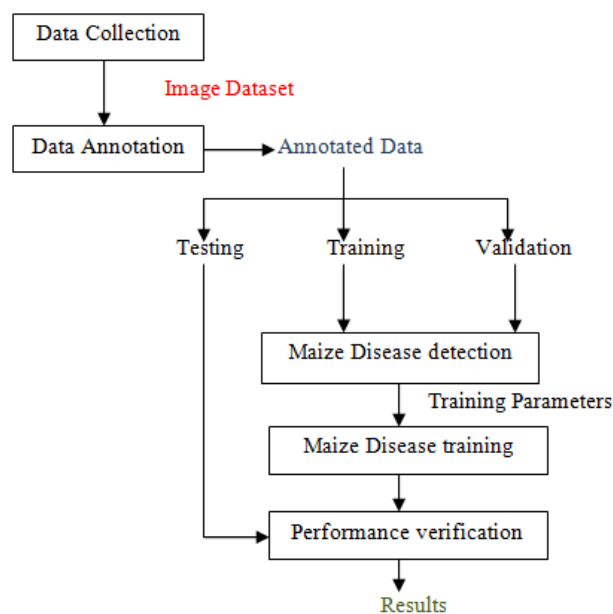 Data Collection
Image Dataset
Data Annotation
Annotated Data
Testing
Training
Validation
Maize Disease detection
Training Parameters
Maize Disease training
Performance verification
Results